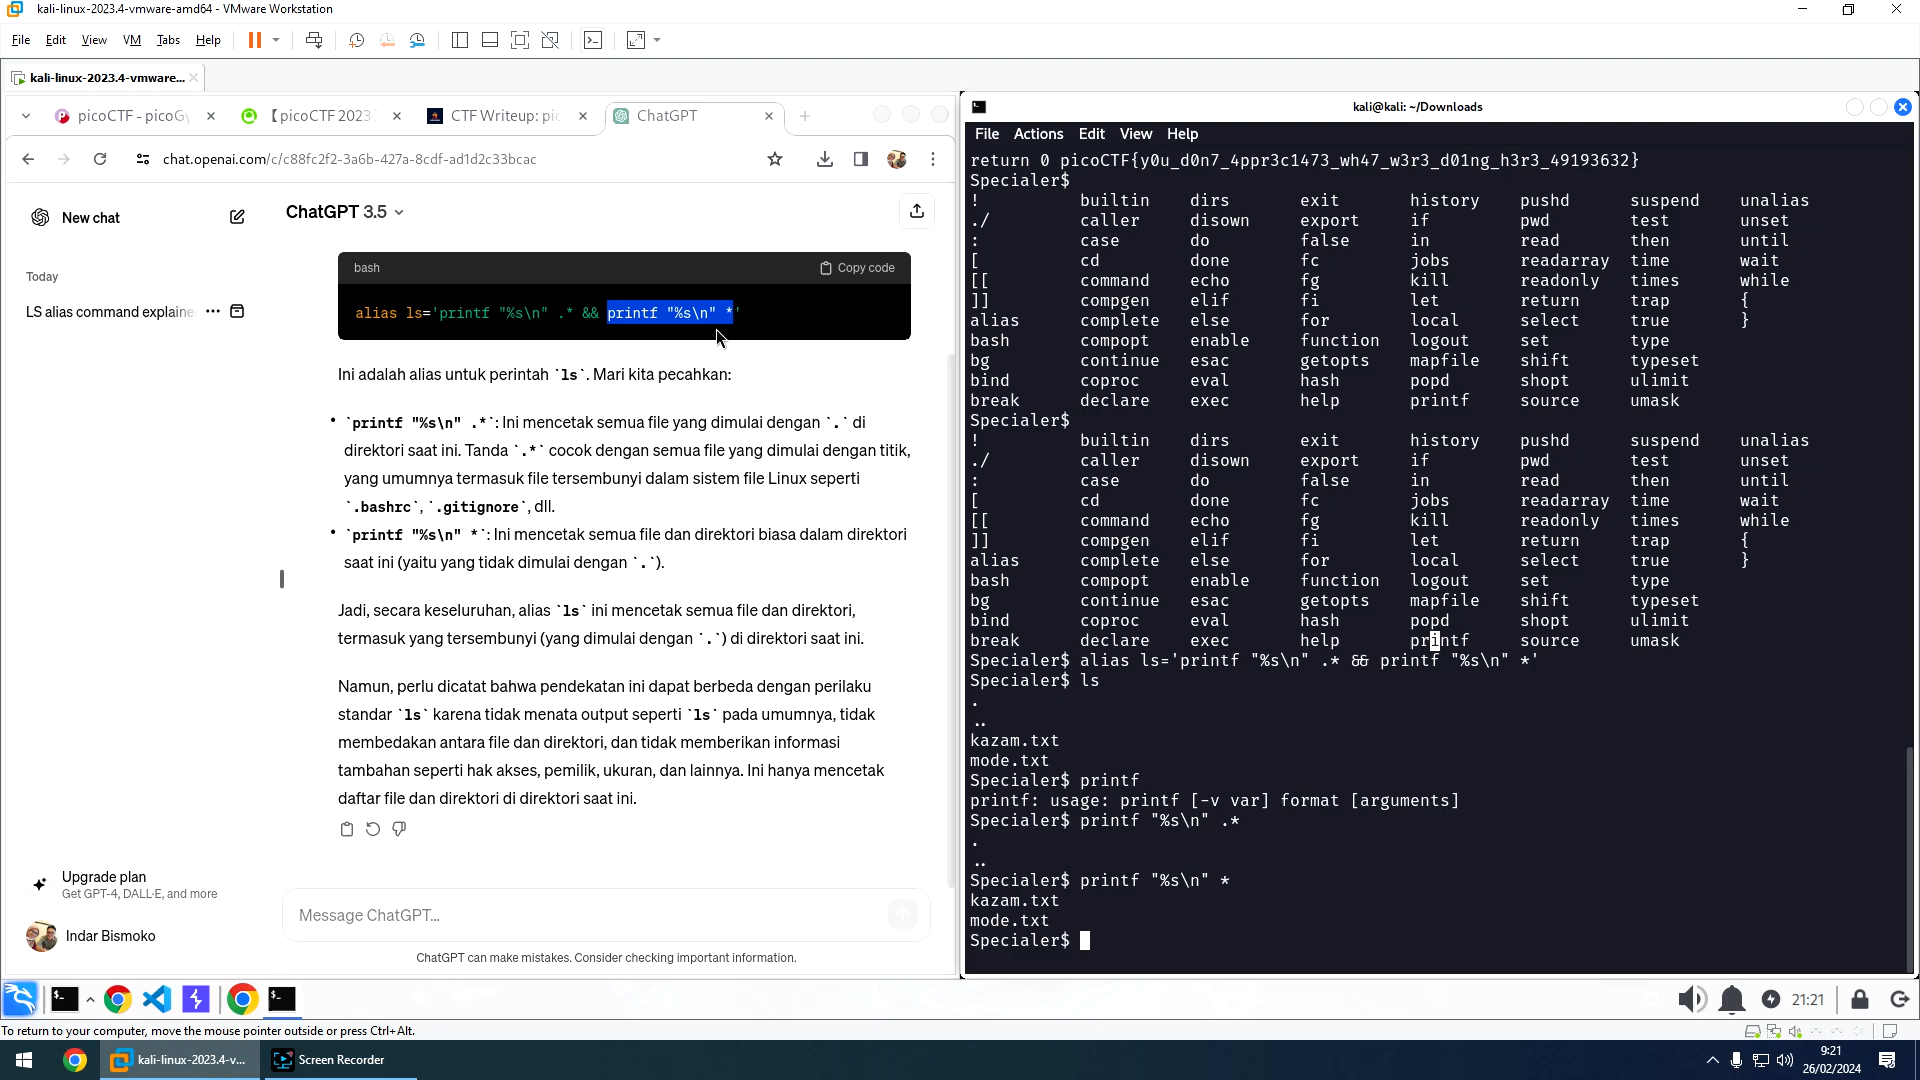 kali-linux-2023.4-vmware-amd64 - VMware Workstation
File Edit View VM Tabs Help
kali-linux-2023.4-vmware...
picoCTF - picoGy
【picoCTF 2023
CTF Writeup: pic
ChatGPT
chat.openai.com/c/c88fc2f2-3a6b-427a-8cdf-ad1d2c33bcac
New chat
Today
LS alias command explaine
Upgrade plan
Get GPT-4, DALL·E, and more
Indar Bismoko
ChatGPT 3.5
bash
Copy code
alias ls='printf "%s\n" .* && printf "%s\n" *'
Ini adalah alias untuk perintah `ls`. Mari kita pecahkan:
• `printf "%s\n" .*`: Ini mencetak semua file yang dimulai dengan `.` di
direktori saat ini. Tanda `.*` cocok dengan semua file yang dimulai dengan titik,
yang umumnya termasuk file tersembunyi dalam sistem file Linux seperti
`.bashrc`, `.gitignore`, dll.
• `printf "%s\n" *`: Ini mencetak semua file dan direktori biasa dalam direktori
saat ini (yaitu yang tidak dimulai dengan `.`).
Jadi, secara keseluruhan, alias `ls` ini mencetak semua file dan direktori,
termasuk yang tersembunyi (yang dimulai dengan `.`) di direktori saat ini.
Namun, perlu dicatat bahwa pendekatan ini dapat berbeda dengan perilaku
standar `ls` karena tidak menata output seperti `ls` pada umumnya, tidak
membedakan antara file dan direktori, dan tidak memberikan informasi
tambahan seperti hak akses, pemilik, ukuran, dan lainnya. Ini hanya mencetak
daftar file dan direktori di direktori saat ini.
Message ChatGPT...
ChatGPT can make mistakes. Consider checking important information.
kali@kali: ~/Downloads
File Actions Edit View Help
return 0 picoCTF{y0u_d0n7_4ppr3c1473_wh47_w3r3_d01ng_h3r3_49193632}
Specialer$
! builtin dirs exit history pushd suspend unalias
./ caller disown export if pwd test unset
: case do false in read then until
[ cd done fc jobs readarray time wait
[[ command echo fg kill readonly times while
]] compgen elif fi let return trap {
alias complete else for local select true }
bash compopt enable function logout set type
bg continue esac getopts mapfile shift typeset
bind coproc eval hash popd shopt ulimit
break declare exec help printf source umask
Specialer$
! builtin dirs exit history pushd suspend unalias
./ caller disown export if pwd test unset
: case do false in read then until
[ cd done fc jobs readarray time wait
[[ command echo fg kill readonly times while
]] compgen elif fi let return trap {
alias complete else for local select true }
bash compopt enable function logout set type
bg continue esac getopts mapfile shift typeset
bind coproc eval hash popd shopt ulimit
break declare exec help printf source umask
Specialer$ alias ls='printf "%s\n" .* && printf "%s\n" *'
Specialer$ ls
.
..
kazam.txt
mode.txt
Specialer$ printf
printf: usage: printf [-v var] format [arguments]
Specialer$ printf "%s\n" .*
.
..
Specialer$ printf "%s\n" *
kazam.txt
mode.txt
Specialer$
21:21
To return to your computer, move the mouse pointer outside or press Ctrl+Alt.
kali-linux-2023.4-v...
Screen Recorder
9:21
26/02/2024